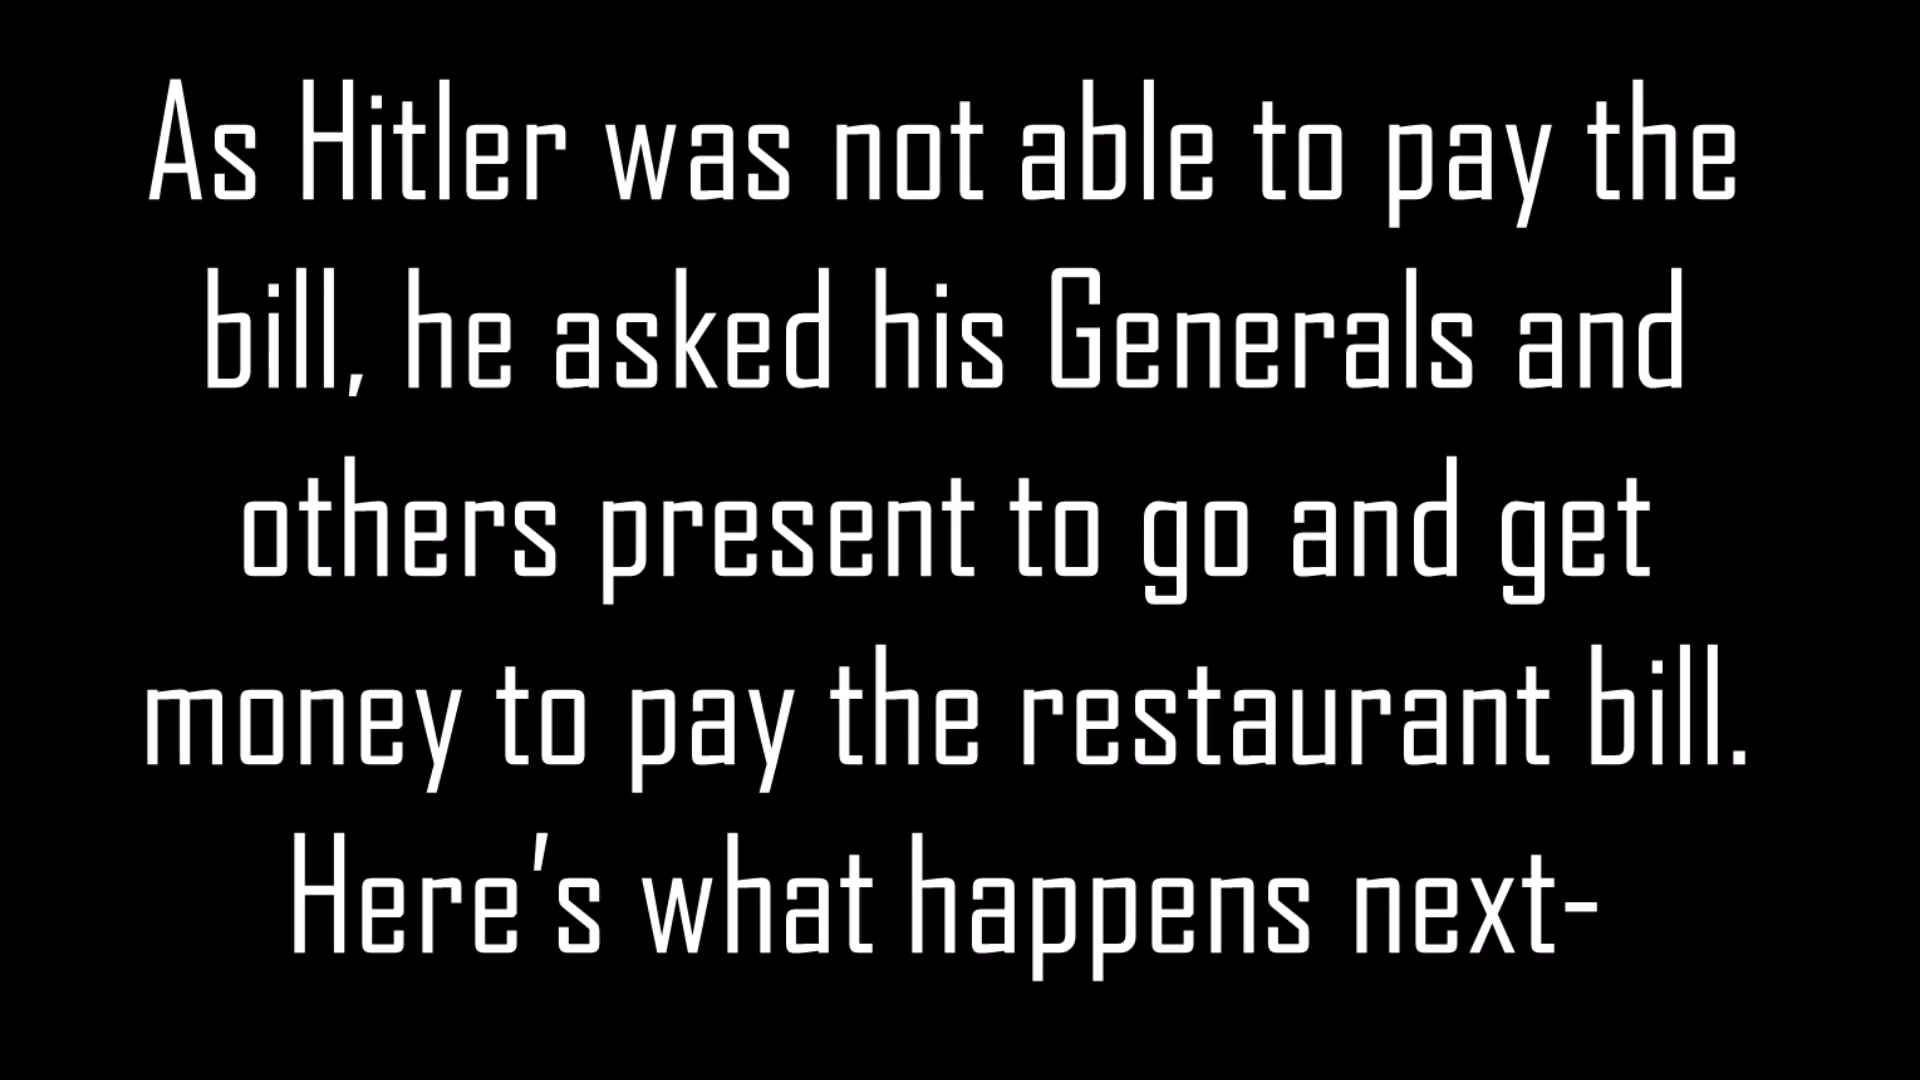 As Hitler was not able to pay the
bill, he asked his Generals and
others present to go and get
money to pay the restaurant bill.
Here's what happens next-